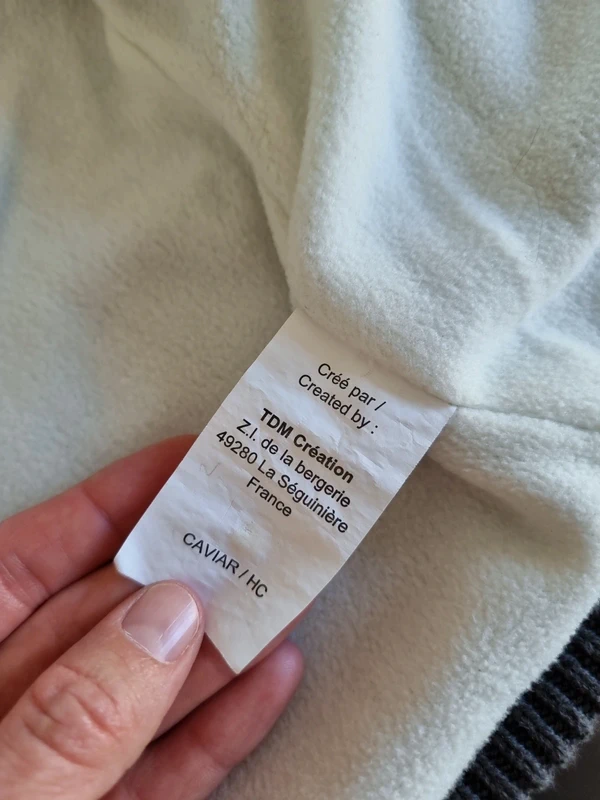 Créé par /
Created by :
TDM Création
Z.I. de la bergerie
49280 La Séguinière
France
CAVIAR / HC